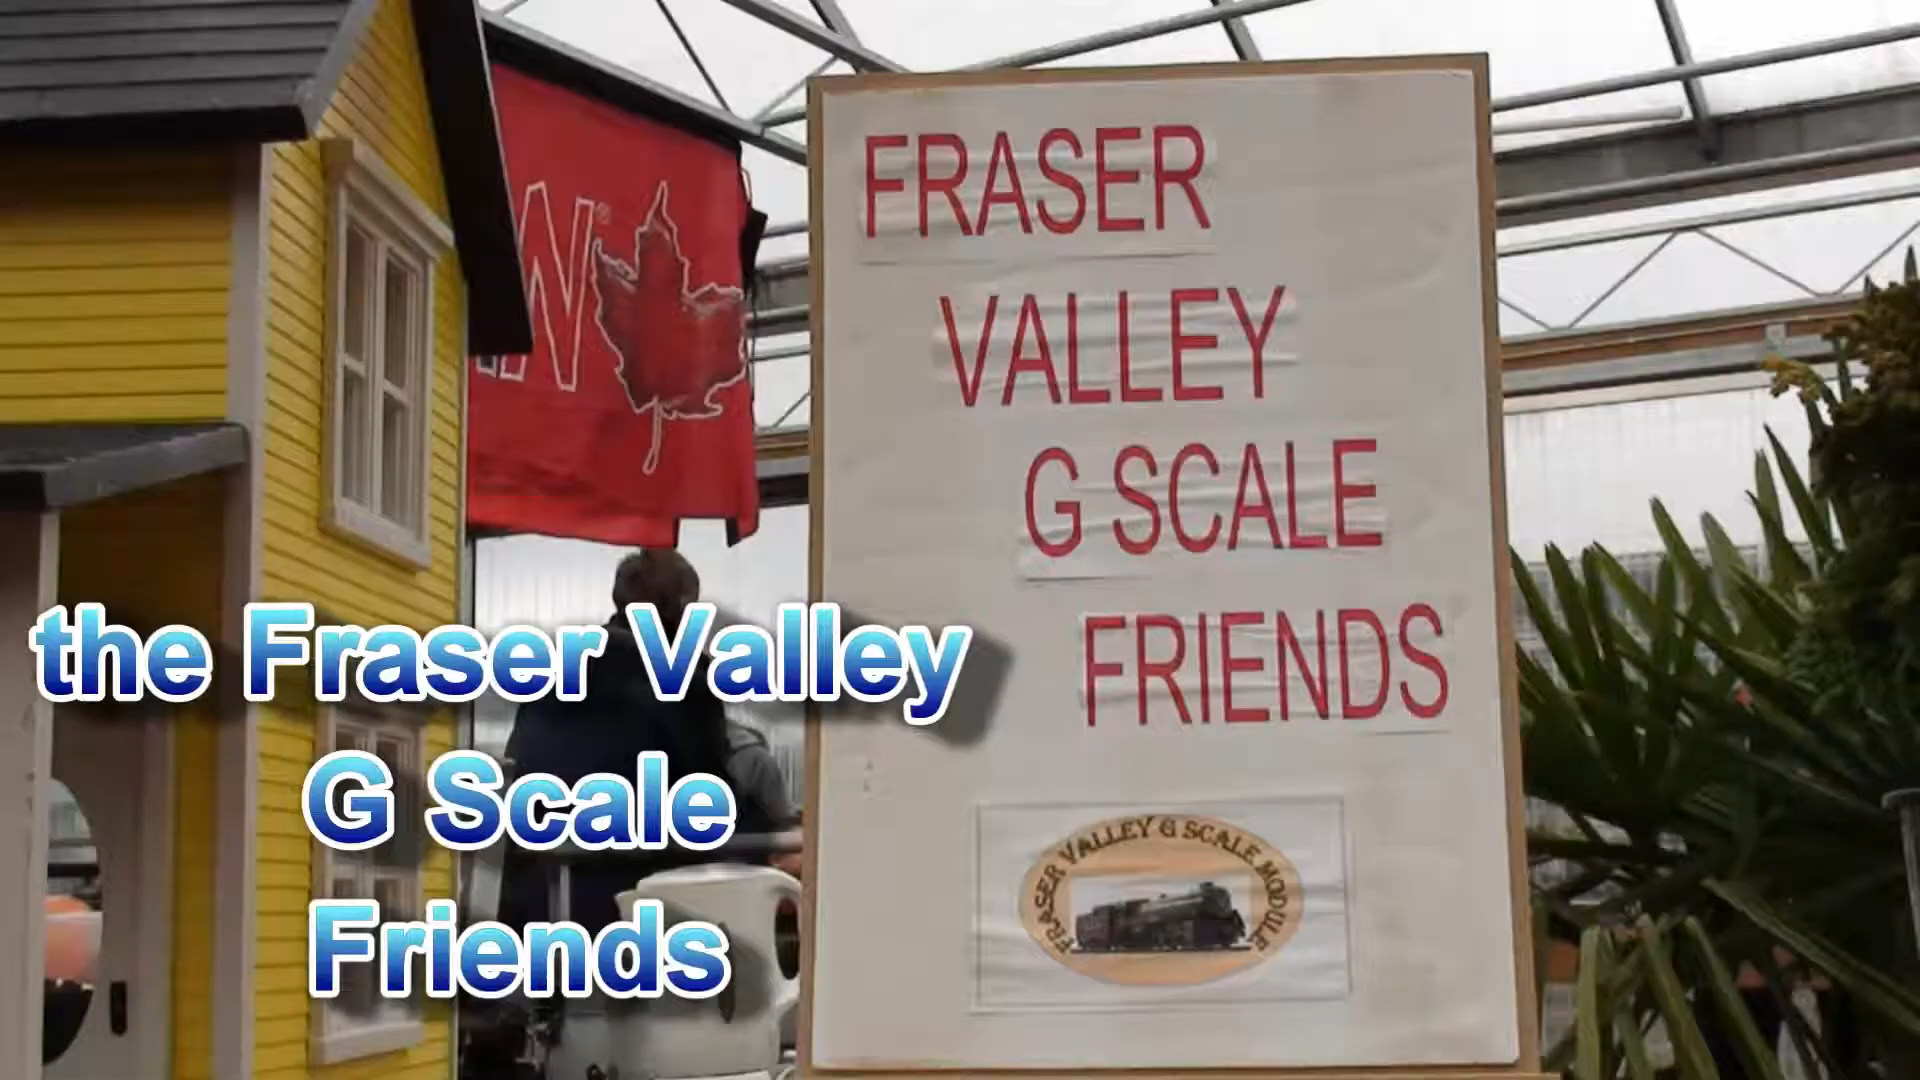 FRASER
VALLEY
G SCALE
FRIENDS
FRASER VALLEY G SCALE MODULE
the Fraser Valley
G Scale
Friends